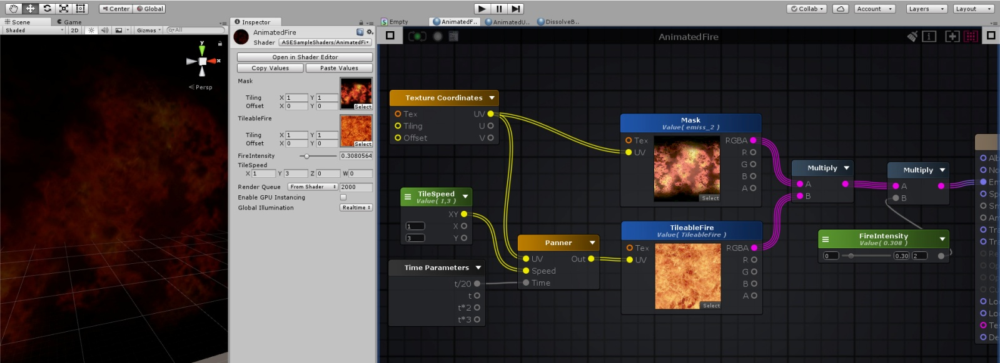 Center Global
Collab Account Layers Layout
Scene Game
Shaded 2D Gizmos All
y
x
Persp
Inspector
AnimatedFire
Shader ASESampleShaders/AnimatedFi
Open in Shader Editor
Copy Values Paste Values
Mask
Tiling X 1 Y 1
Offset X 0 Y 0
Select
TileableFire
Tiling X 1 Y 1
Offset X 0 Y 0
Select
FireIntensity 0.3080564
TileSpeed
X 1 Y 3 Z 0 W 0
Render Queue From Shader 2000
Enable GPU Instancing
Global Illumination Realtime
Empty AnimatedF.. AnimatedU.. DissolveB..
AnimatedFire
Texture Coordinates
Tex UV
Tiling U
Offset V
TileSpeed
Value( 1,3 )
XY
1 X
3 Y
Time Parameters
t/20
t
t*2
t*3
Panner
UV Out
Speed
Time
Mask
Value( emiss_2 )
Tex RGBA
UV R
G
B
A
Select
TileableFire
Value( TileableFire )
Tex RGBA
UV R
G
B
A
Select
Multiply
A
B
Multiply
A
B
FireIntensity
Value( 0.308 )
0 0.30 2
Alb
No
Em
Sp
Sm
Am
Tra
Tra
Re
Op
Op
Cu
Lo
Lo
Te
De